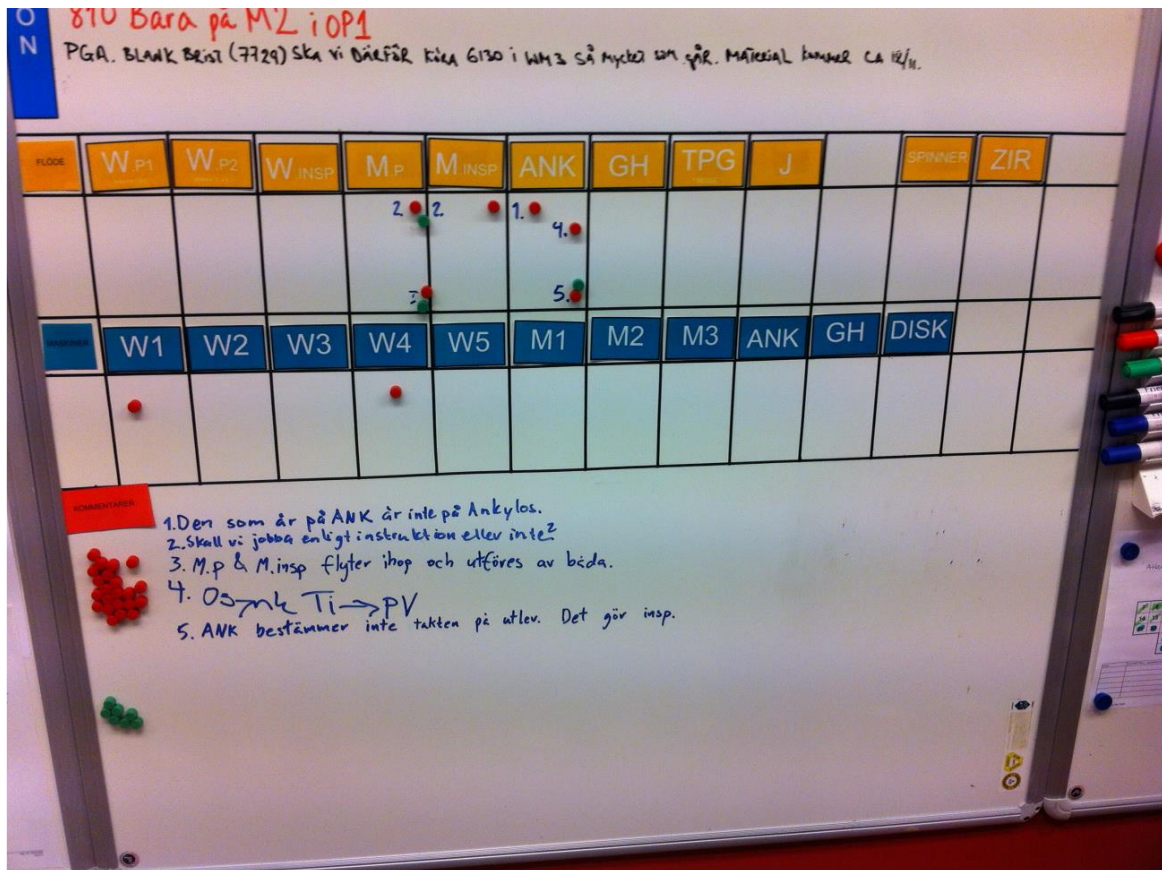 ON
810 Bara på M2 i OP1
PGA. BLANK BRIST (7729) SKA VI DÄRFÖR KÖRA 6130 i WM3 SÅ MYCKET SOM GÅR. MATERIAL KOMMER CA 12/11.
FLÖDE W.P1 W.P2 W.INSP M.P M.INSP ANK GH TPG J SPINNER ZIR
2 2. 1.
4.
5.
MASKINER W1 W2 W3 W4 W5 M1 M2 M3 ANK GH DISK
KOMMENTARER
1. Den som är på ANK är inte på Ankylos.
2. Skall vi jobba enligt instruktion eller inte?
3. M.p & M.insp flyter ihop och utföres av båda.
4. Ti → PV
5. ANK bestämmer inte takten på utlev. Det gör insp.